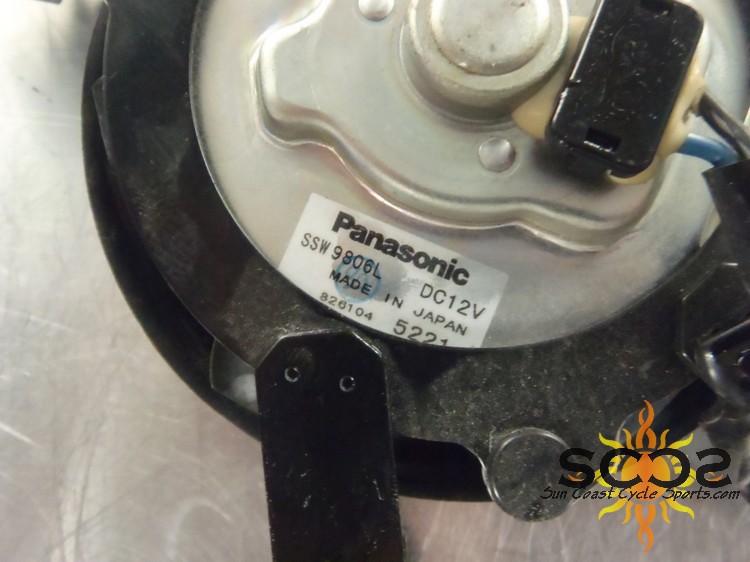 Panasonic
SSW9806L DC12V
MADE IN JAPAN
826104 5221
SCCS
Sun Coast Cycle Sports.com